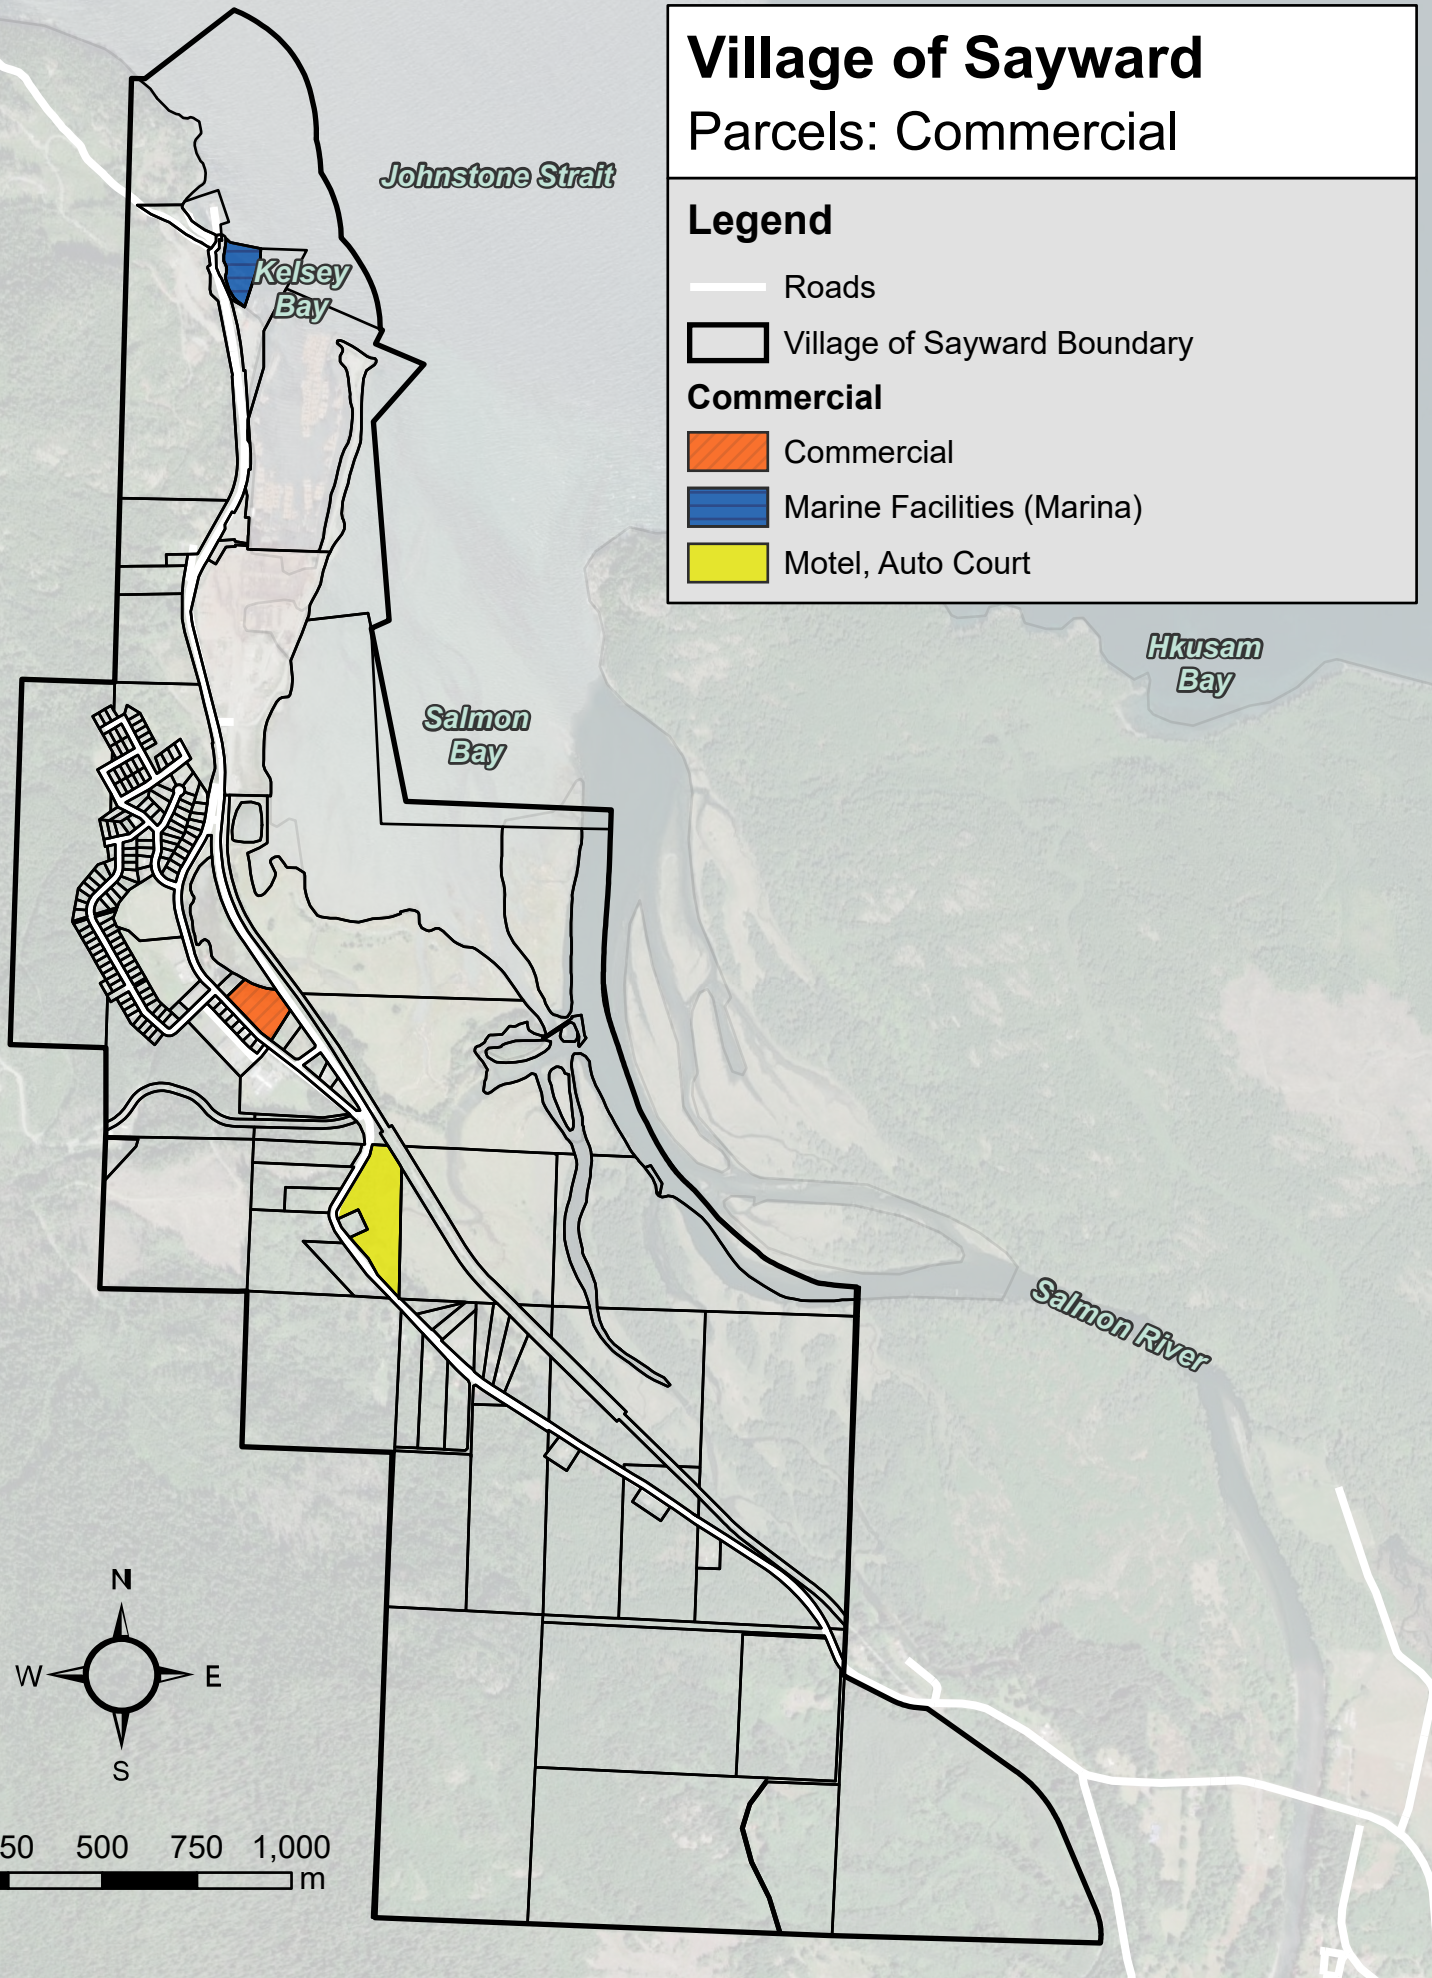 Village of Sayward
Parcels: Commercial
Legend
Roads
Village of Sayward Boundary
Commercial
Commercial
Marine Facilities (Marina)
Motel, Auto Court
Johnstone Strait
Kelsey
Bay
Hkusam
Bay
Salmon
Bay
Salmon River
N
W
E
S
50 500 750 1,000
m